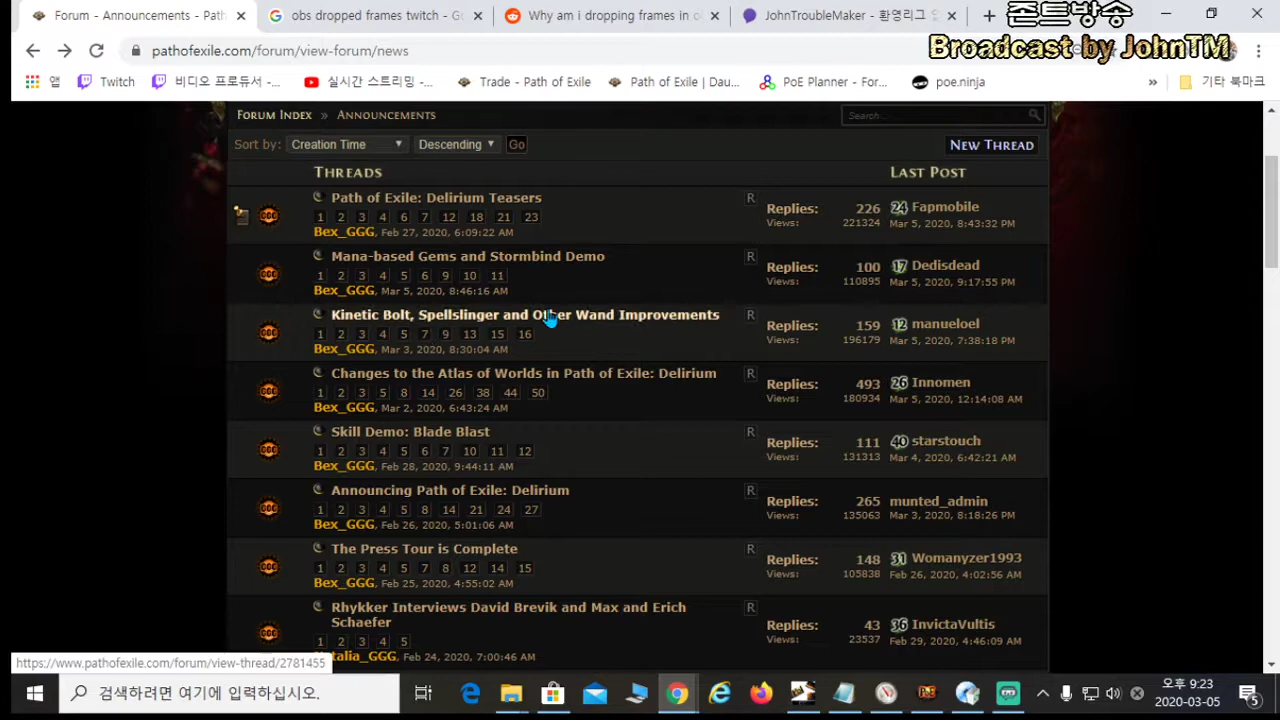 Forum - Announcements - Path
obs dropped frames twitch - Go
Why am i dropping frames in o
JohnTroubleMaker - 환영리그
존트방송
Broadcast by JohnTM
pathofexile.com/forum/view-forum/news
앱
Twitch
비디오 프로듀서 -...
실시간 스트리밍 -...
Trade - Path of Exile
Path of Exile | Dau...
PoE Planner - For...
poe.ninja
»
기타 북마크
Forum Index » Announcements
Search...
Sort by: Creation Time Descending Go
New Thread
Threads Last Post
Path of Exile: Delirium Teasers R Replies: 226 24 Fapmobile
1 2 3 4 6 7 12 18 21 23 Views: 221324 Mar 5, 2020, 8:43:32 PM
Bex_GGG, Feb 27, 2020, 6:09:22 AM
Mana-based Gems and Stormbind Demo R Replies: 100 17 Dedisdead
1 2 3 4 5 6 9 10 11 Views: 110895 Mar 5, 2020, 9:17:55 PM
Bex_GGG, Mar 5, 2020, 8:46:16 AM
Kinetic Bolt, Spellslinger and Other Wand Improvements R Replies: 159 12 manueloel
1 2 3 4 5 7 9 13 15 16 Views: 196179 Mar 5, 2020, 7:38:18 PM
Bex_GGG, Mar 3, 2020, 8:30:04 AM
Changes to the Atlas of Worlds in Path of Exile: Delirium R Replies: 493 26 Innomen
1 2 3 5 8 14 26 38 44 50 Views: 180934 Mar 5, 2020, 12:14:08 AM
Bex_GGG, Mar 2, 2020, 6:43:24 AM
Skill Demo: Blade Blast R Replies: 111 40 starstouch
1 2 3 4 5 6 7 10 11 12 Views: 131313 Mar 4, 2020, 6:42:21 AM
Bex_GGG, Feb 28, 2020, 9:44:11 AM
Announcing Path of Exile: Delirium R Replies: 265 munted_admin
1 2 3 4 5 8 14 21 24 27 Views: 135063 Mar 3, 2020, 8:18:26 PM
Bex_GGG, Feb 26, 2020, 5:01:06 AM
The Press Tour is Complete R Replies: 148 31 Womanyzer1993
1 2 3 4 5 7 8 12 14 15 Views: 105838 Feb 26, 2020, 4:02:56 AM
Bex_GGG, Feb 25, 2020, 4:55:02 AM
Rhykker Interviews David Brevik and Max and Erich R Replies: 43 36 InvictaVultis
Schaefer Views: 23537 Feb 29, 2020, 4:46:09 AM
1 2 3 4 5
talia_GGG, Feb 24, 2020, 7:00:46 AM
https://www.pathofexile.com/forum/view-thread/2781455
검색하려면 여기에 입력하십시오.
오후 9:23
2020-03-05
5